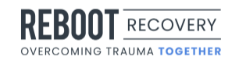 REBOOT RECOVERY
OVERCOMING TRAUMA TOGETHER